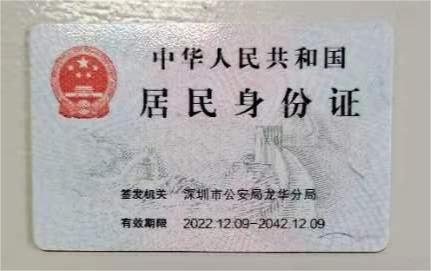 中华人民共和国
居民身份证
签发机关 深圳市公安局龙华分局
有效期限 2022.12.09-2042.12.09